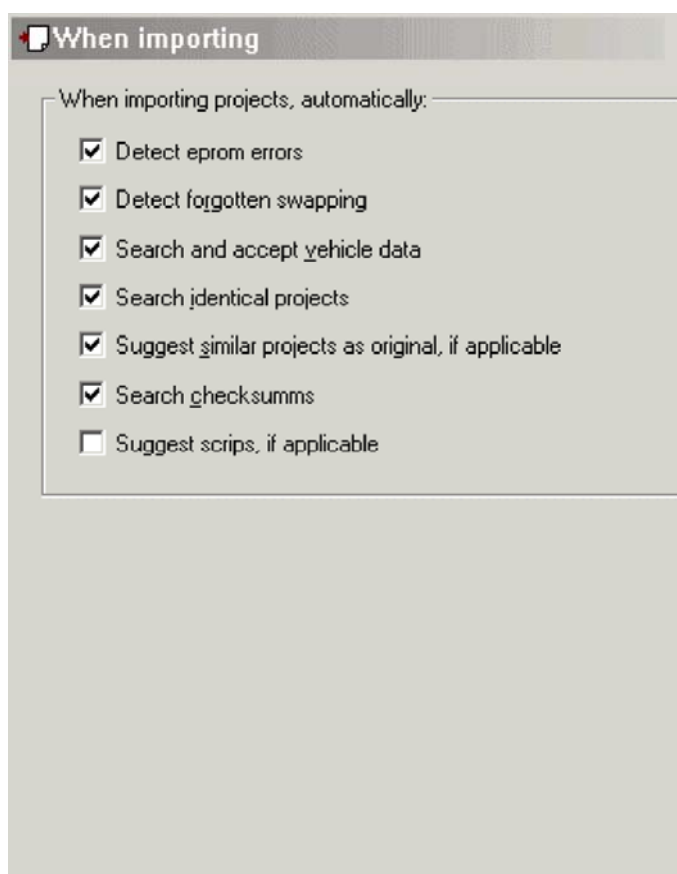 When importing
When importing projects, automatically:
Detect eprom errors
Detect forgotten swapping
Search and accept vehicle data
Search identical projects
Suggest similar projects as original, if applicable
Search checksumms
Suggest scrips, if applicable